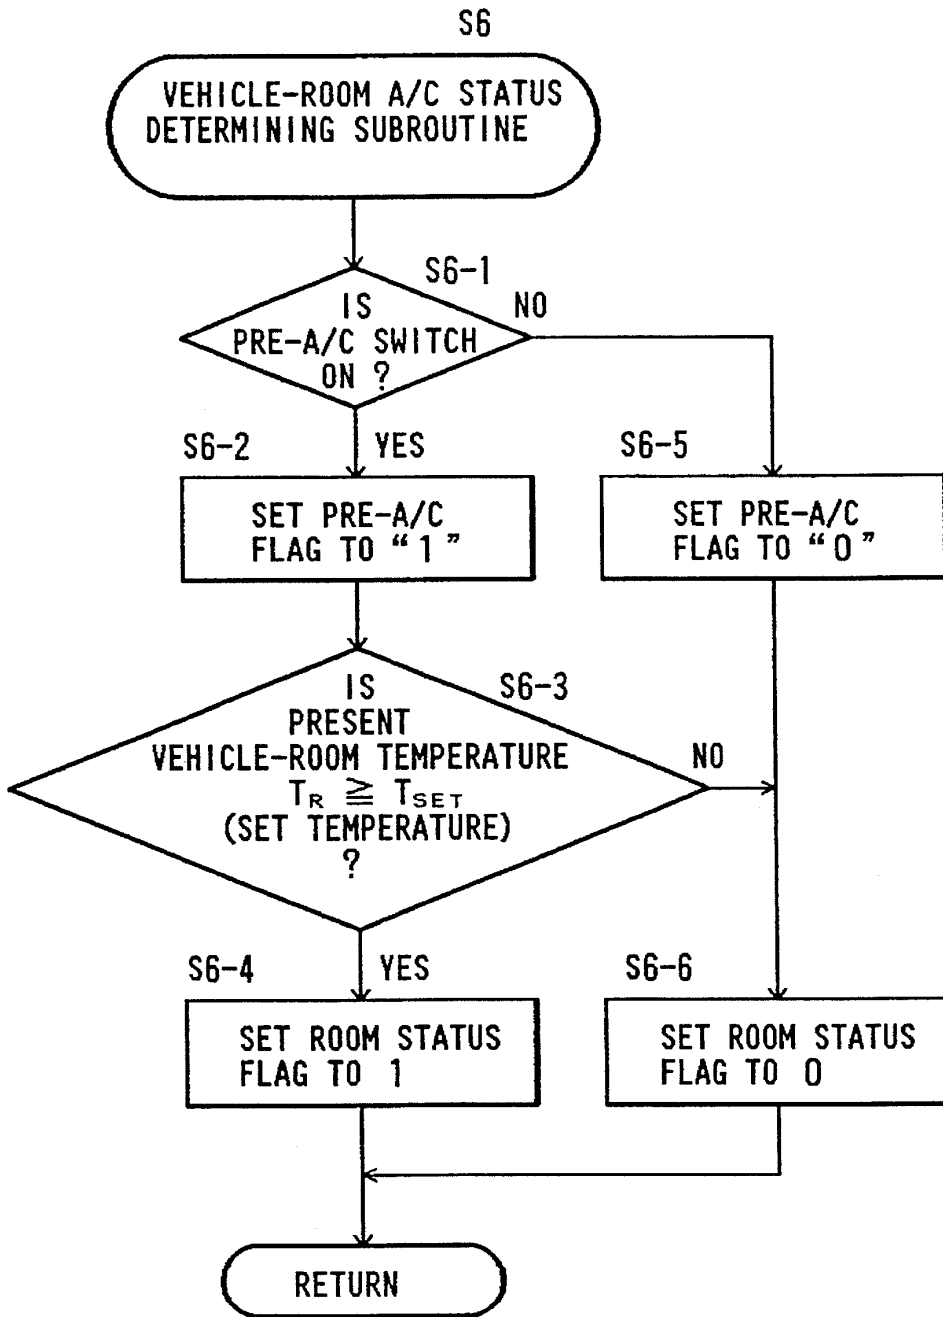 S6
VEHICLE-ROOM A/C STATUS
DETERMINING SUBROUTINE
S6-1
IS
PRE-A/C SWITCH
ON ?
NO
YES
S6-2
SET PRE-A/C
FLAG TO “1”
S6-5
SET PRE-A/C
FLAG TO “0”
S6-3
IS
PRESENT
VEHICLE-ROOM TEMPERATURE
TR ≧ TSET
(SET TEMPERATURE)
?
NO
YES
S6-4
SET ROOM STATUS
FLAG TO 1
S6-6
SET ROOM STATUS
FLAG TO 0
RETURN